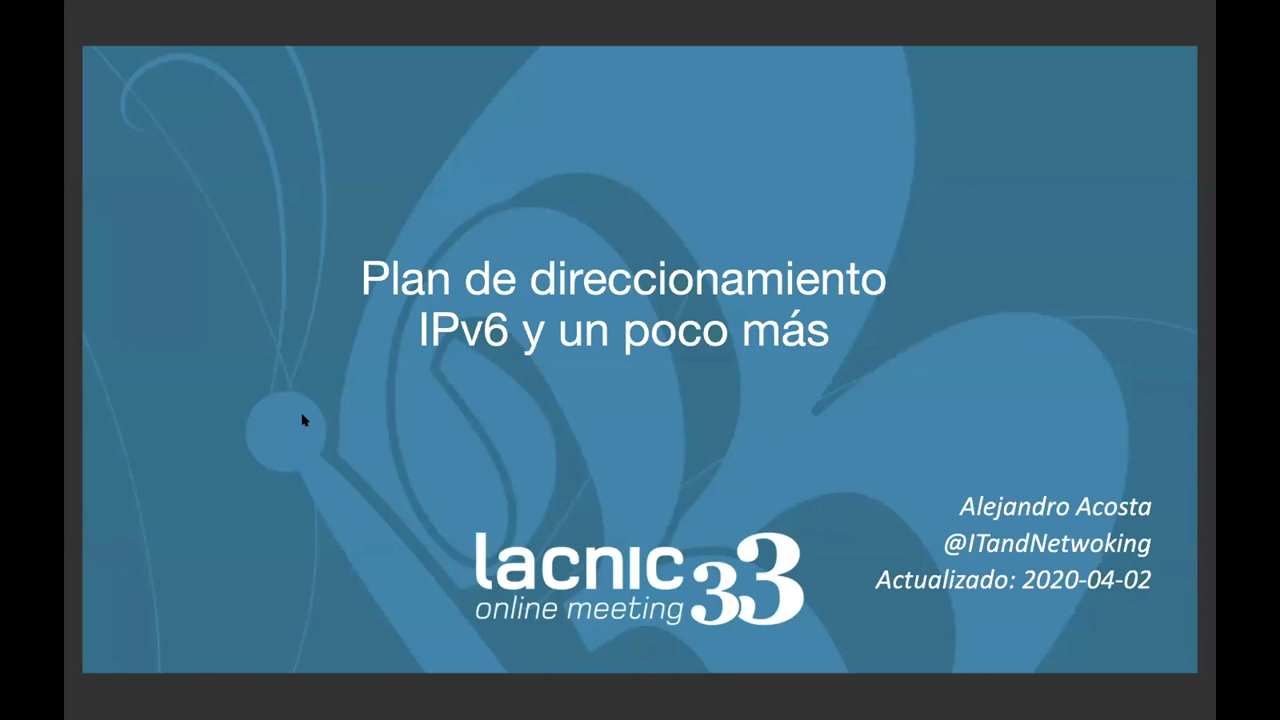 Plan de direccionamiento
IPv6 y un poco más
Alejandro Acosta
@ITandNetwoking
Actualizado: 2020-04-02
lacnic 33
online meeting